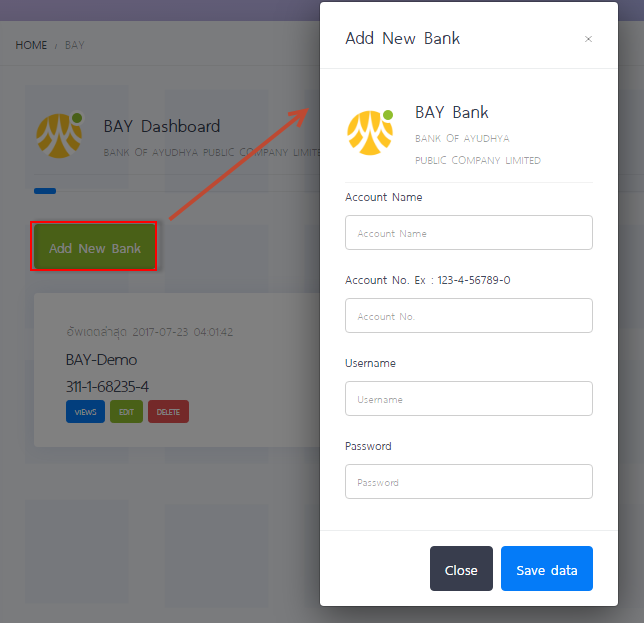 HOME / BAY
BAY Dashboard
BANK OF AYUDHYA PUBLIC COMPANY LIMITE
Add New Bank
อัพเดตล่าสุด 2017-07-23 04:01:42
BAY-Demo
311-1-68235-4
VIEWS EDIT DELETE
Add New Bank ×
BAY Bank
BANK OF AYUDHYA
PUBLIC COMPANY LIMITED
Account Name
Account Name
Account No. Ex : 123-4-56789-0
Account No.
Username
Username
Password
Password
Close Save data